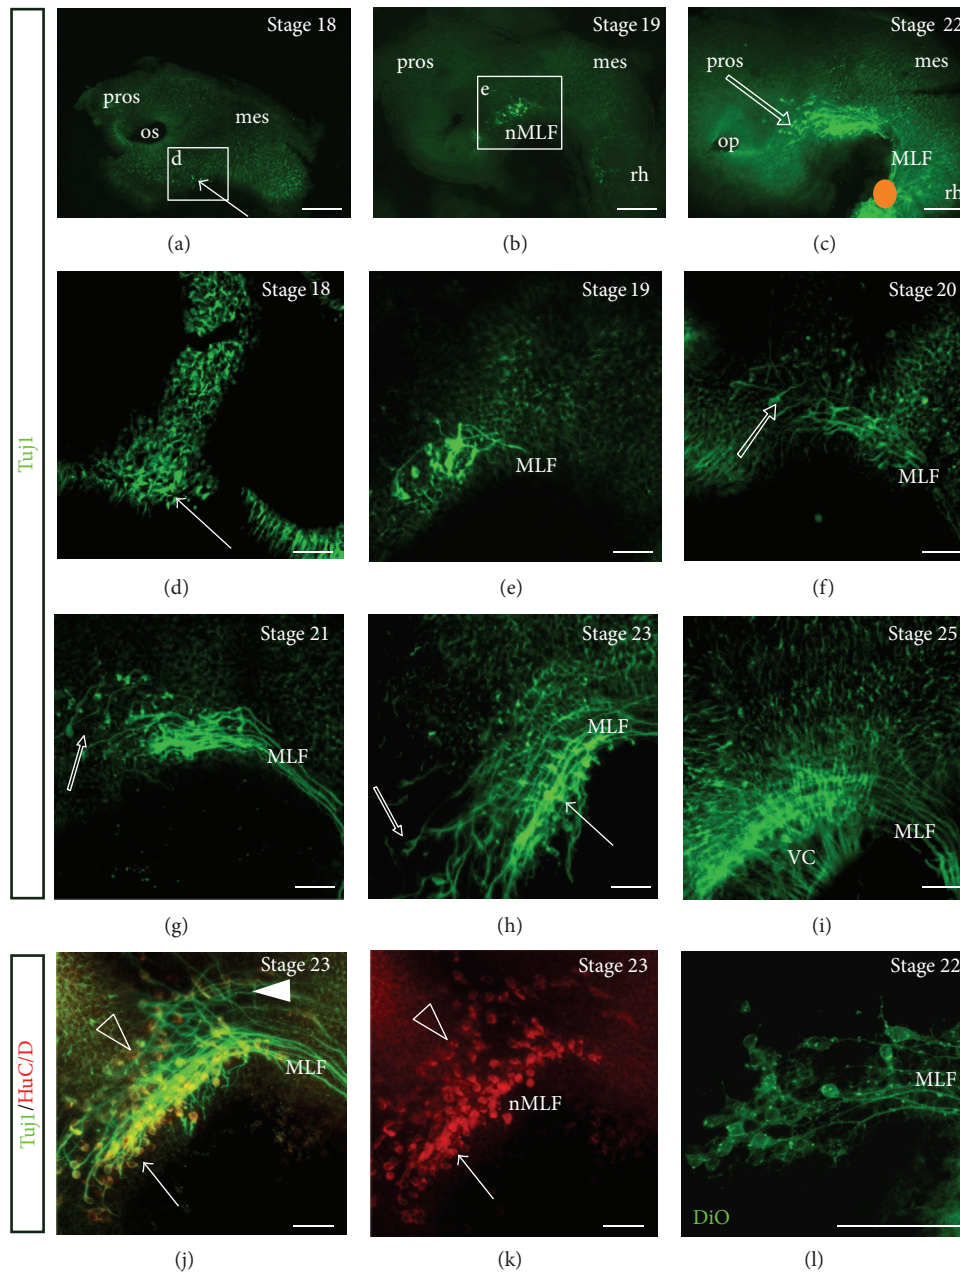 Tuj1
Stage 18
pros
os
mes
d
(a)
Stage 19
pros
mes
e
nMLF
rh
(b)
Stage 22
pros
mes
op
MLF
rh
(c)
Stage 18
(d)
Stage 19
MLF
(e)
Stage 20
MLF
(f)
Stage 21
MLF
(g)
Stage 23
MLF
(h)
Stage 25
MLF
VC
(i)
Tuj1/HuC/D
Stage 23
MLF
(j)
Stage 23
nMLF
(k)
Stage 22
MLF
DiO
(l)